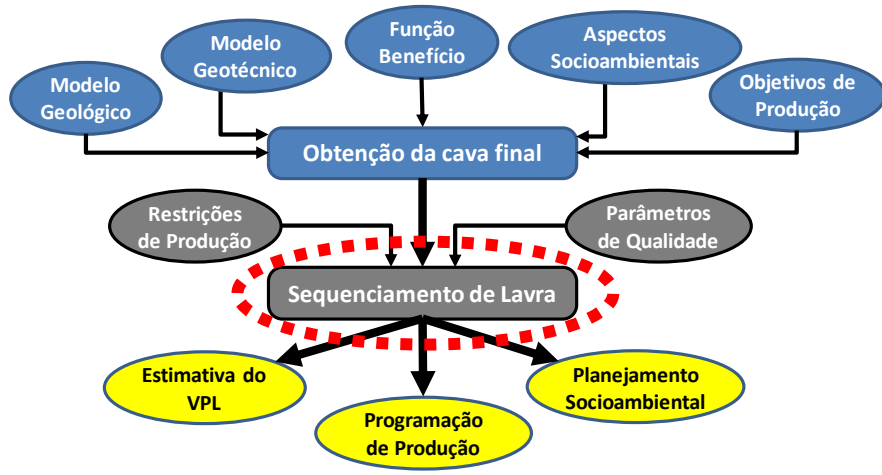 Modelo
Geológico
Modelo
Geotécnico
Função
Benefício
Aspectos
Socioambientais
Objetivos de
Produção
Obtenção da cava final
Restrições
de Produção
Parâmetros
de Qualidade
Sequenciamento de Lavra
Estimativa do
VPL
Programação
de Produção
Planejamento
Socioambiental